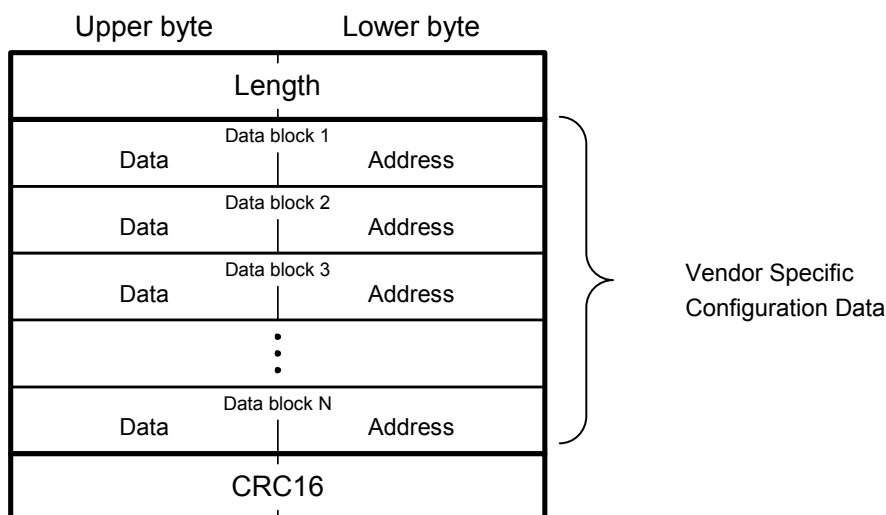 Upper byte Lower byte
Length
Data block 1
Data Address
Data block 2
Data Address
Data block 3
Data Address
Data block N
Data Address
CRC16
Vendor Specific
Configuration Data